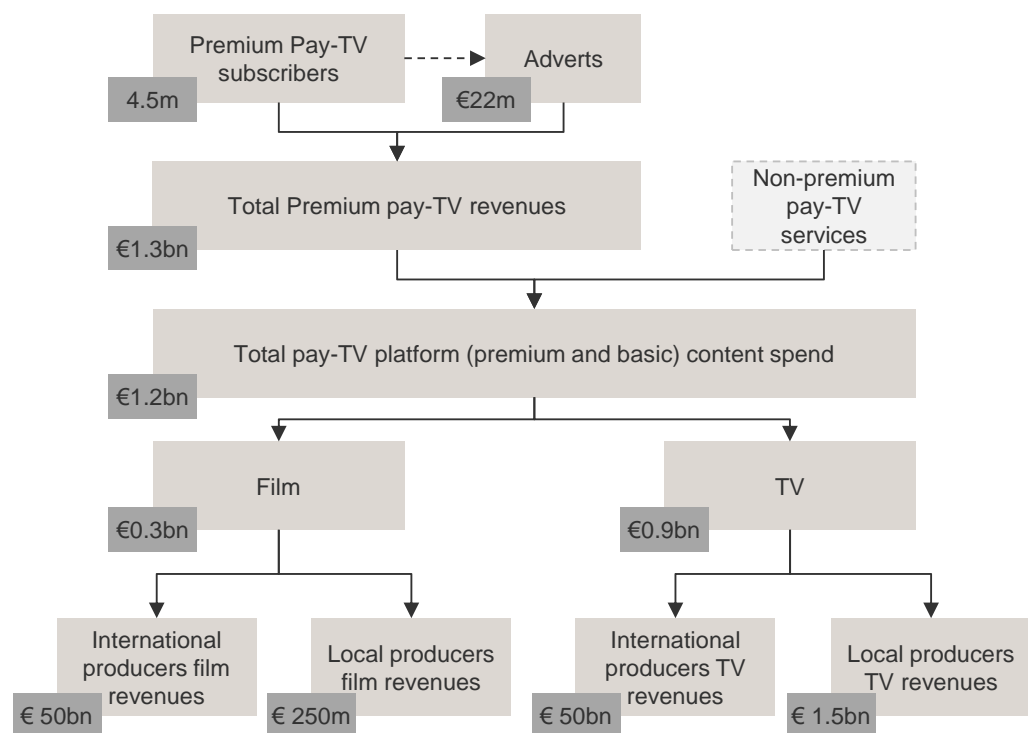 Premium Pay-TV
subscribers
4.5m
Adverts
€22m
Total Premium pay-TV revenues
€1.3bn
Non-premium
pay-TV
services
Total pay-TV platform (premium and basic) content spend
€1.2bn
Film
€0.3bn
TV
€0.9bn
International
producers film
revenues
€ 50bn
Local producers
film revenues
€ 250m
International
producers TV
revenues
€ 50bn
Local producers
TV revenues
€ 1.5bn